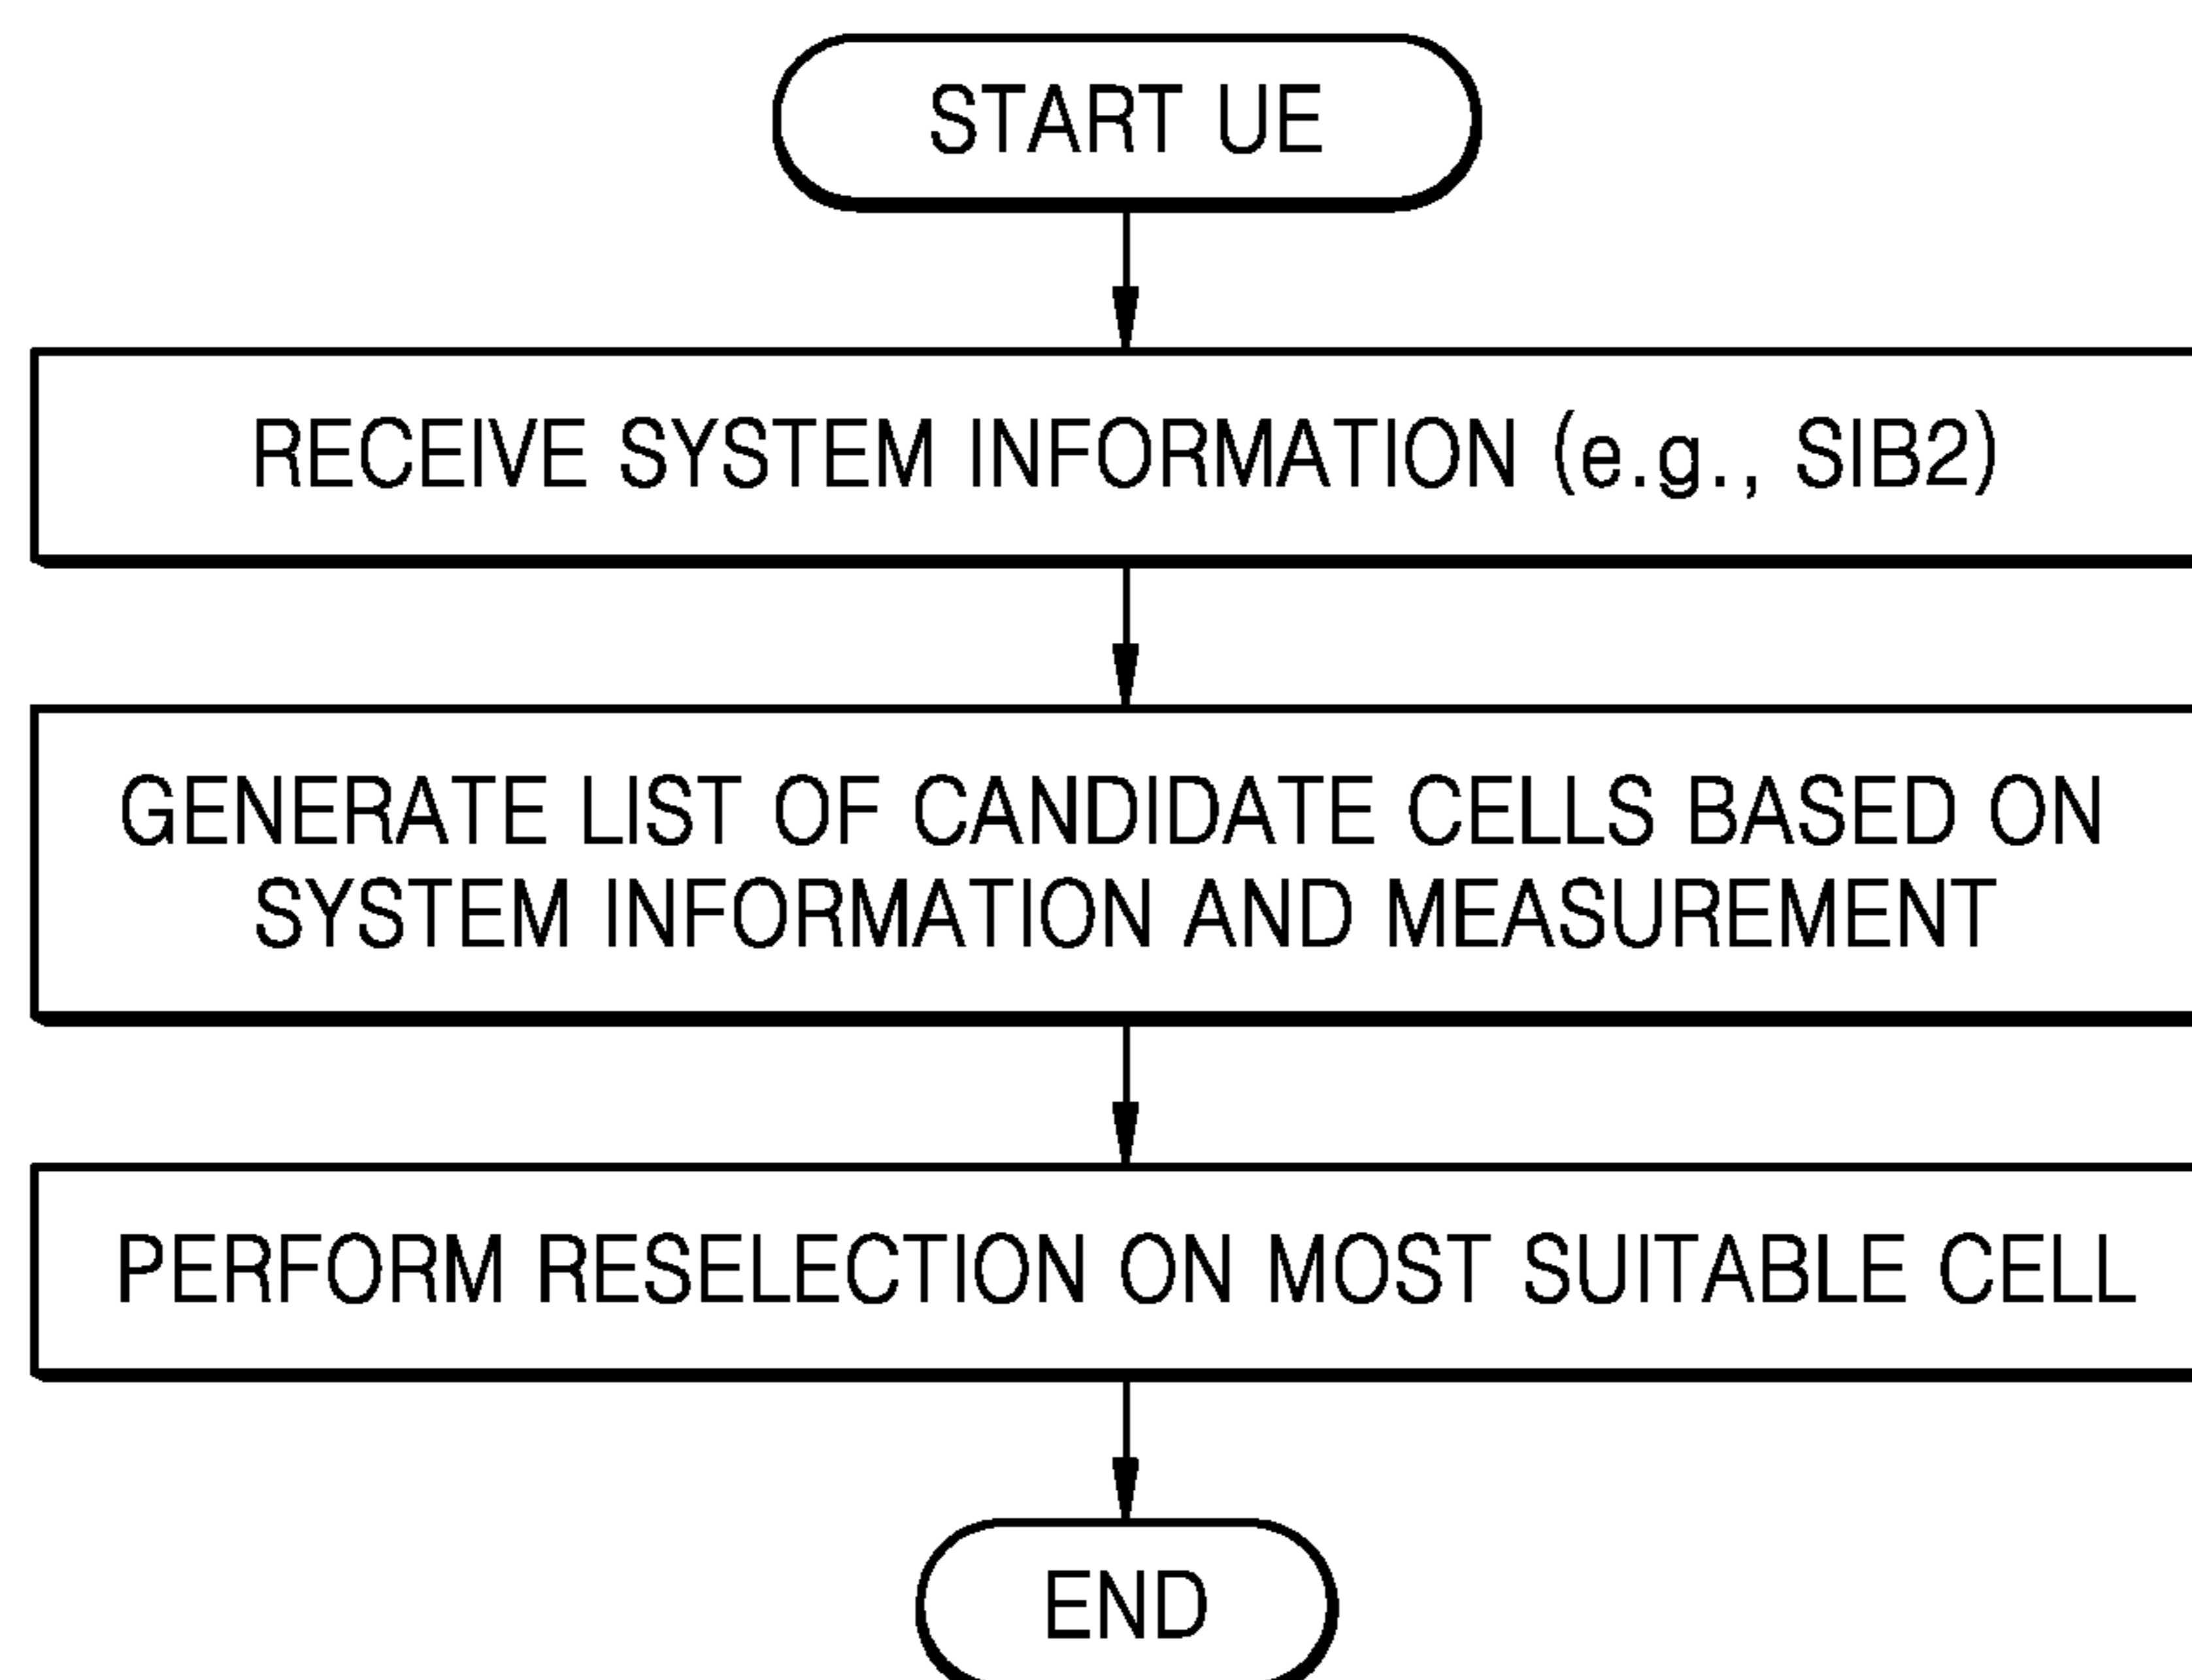 START UE
RECEIVE SYSTEM INFORMATION (e.g., SIB2)
GENERATE LIST OF CANDIDATE CELLS BASED ON
SYSTEM INFORMATION AND MEASUREMENT
PERFORM RESELECTION ON MOST SUITABLE CELL
END